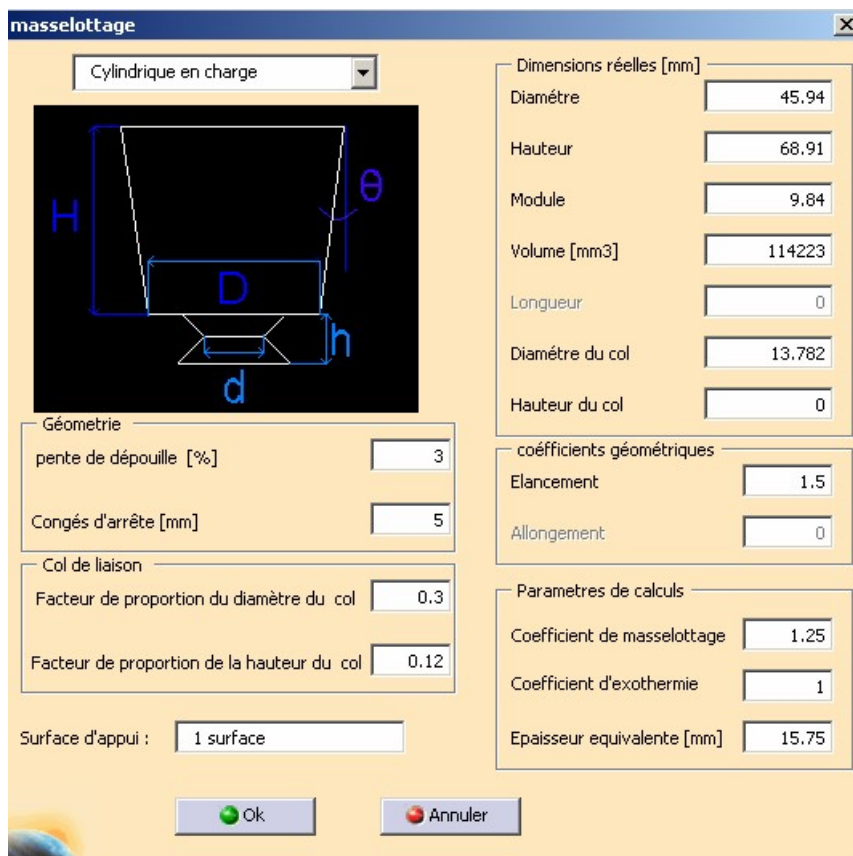 masselottage
Cylindrique en charge
H
θ
D
h
d
Géometrie
pente de dépouille [%] 3
Congés d'arrête [mm] 5
Col de liaison
Facteur de proportion du diamètre du col 0.3
Facteur de proportion de la hauteur du col 0.12
Surface d'appui : 1 surface
Dimensions réelles [mm]
Diamétre 45.94
Hauteur 68.91
Module 9.84
Volume [mm3] 114223
Longueur 0
Diamétre du col 13.782
Hauteur du col 0
coéfficients géométriques
Elancement 1.5
Allongement 0
Parametres de calculs
Coefficient de masselottage 1.25
Coefficient d'exothermie 1
Epaisseur equivalente [mm] 15.75
Ok
Annuler